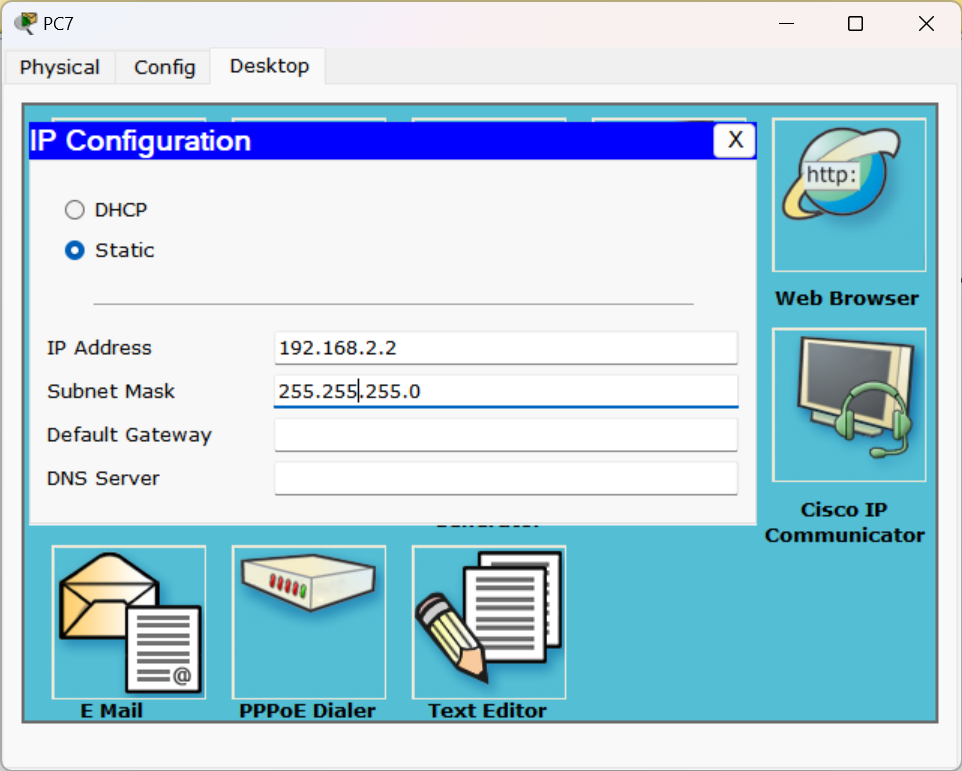 PC7
Physical Config Desktop
IP Configuration X
DHCP
Static
IP Address 192.168.2.2
Subnet Mask 255.255.255.0
Default Gateway
DNS Server
http:
Web Browser
Cisco IP
Communicator
@
E Mail PPPoE Dialer Text Editor